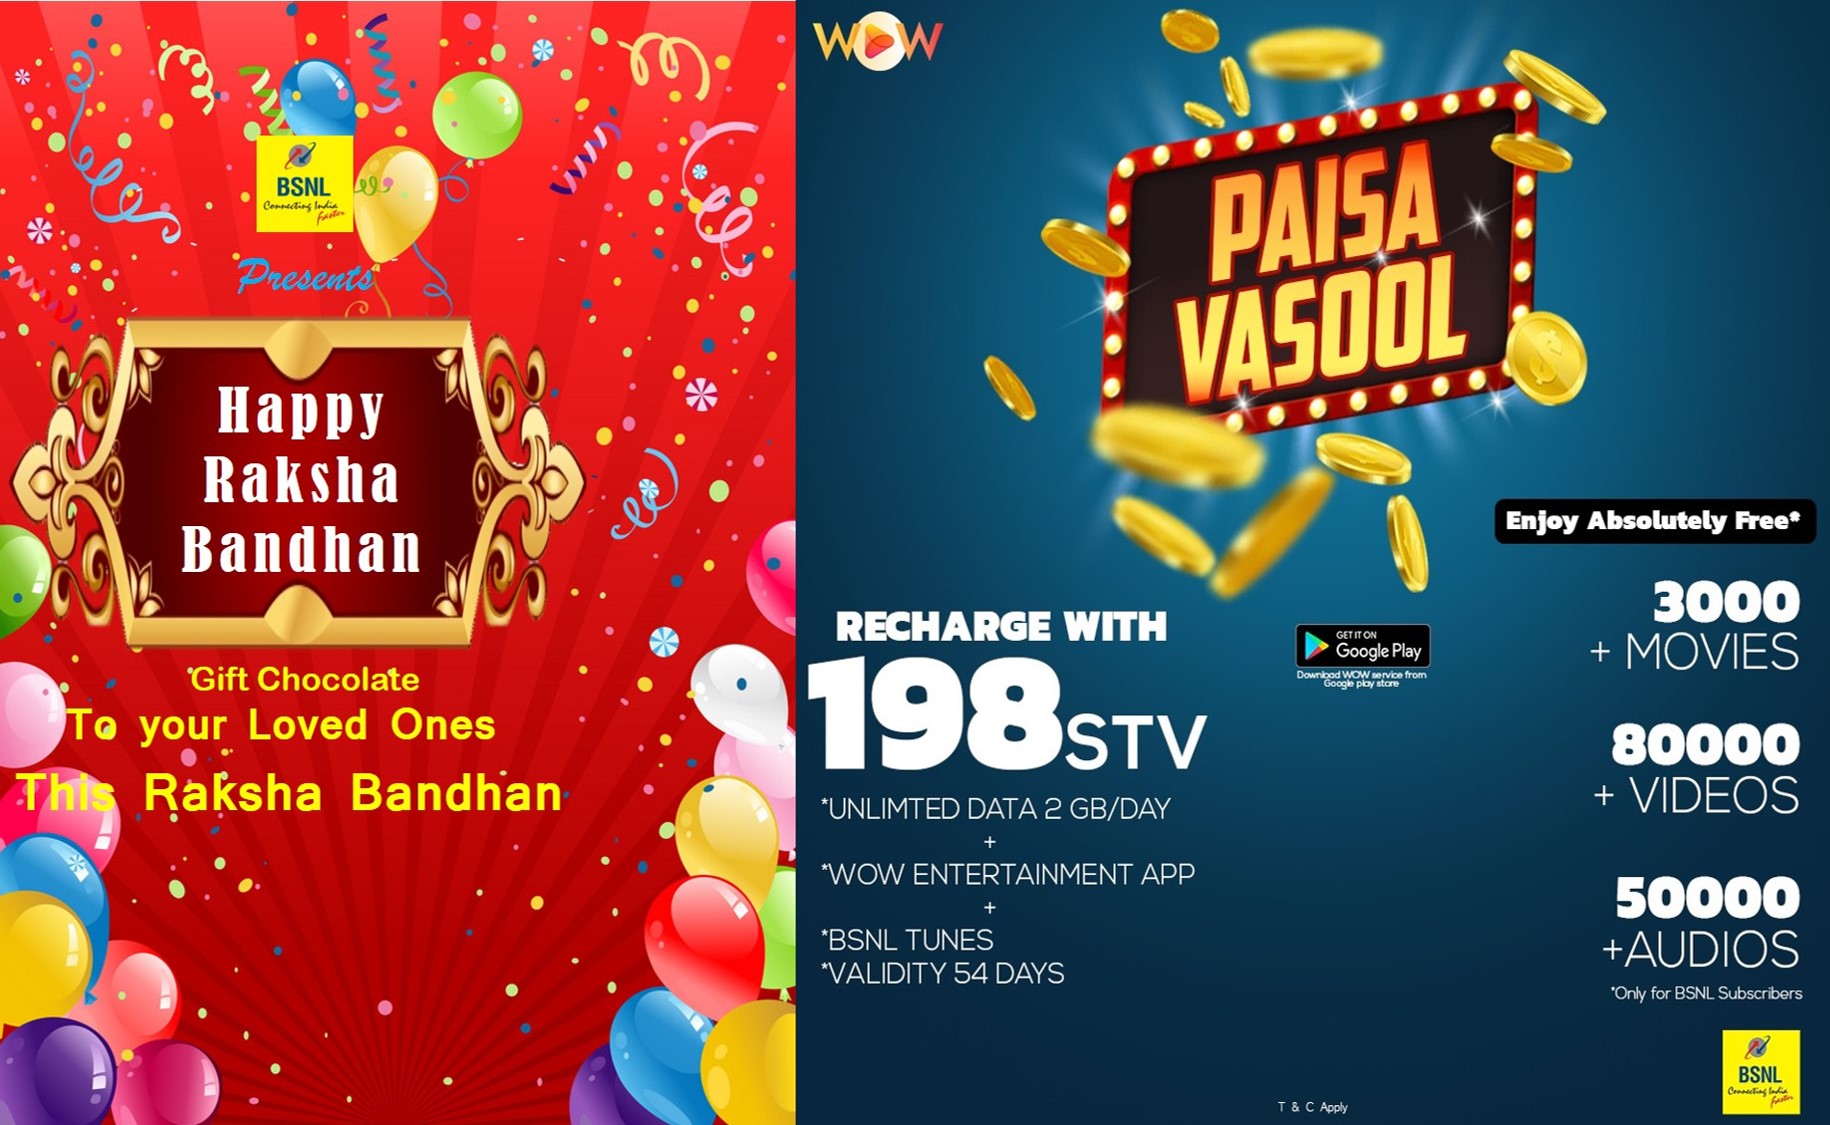 BSNL
Connecting India
Faster
Presents
Happy
Raksha
Bandhan
'Gift Chocolate'
To your Loved Ones
This Raksha Bandhan
WOW
PAISA
VASOOL
Enjoy Absolutely Free*
3000
+ MOVIES
80000
+ VIDEOS
50000
+AUDIOS
*Only for BSNL Subscribers
RECHARGE WITH
198STV
*UNLIMTED DATA 2 GB/DAY
+
*WOW ENTERTAINMENT APP
+
*BSNL TUNES
*VALIDITY 54 DAYS
GET IT ON
Google Play
Download WOW service from
Google play store
BSNL
Connecting India
Faster
T & C Apply